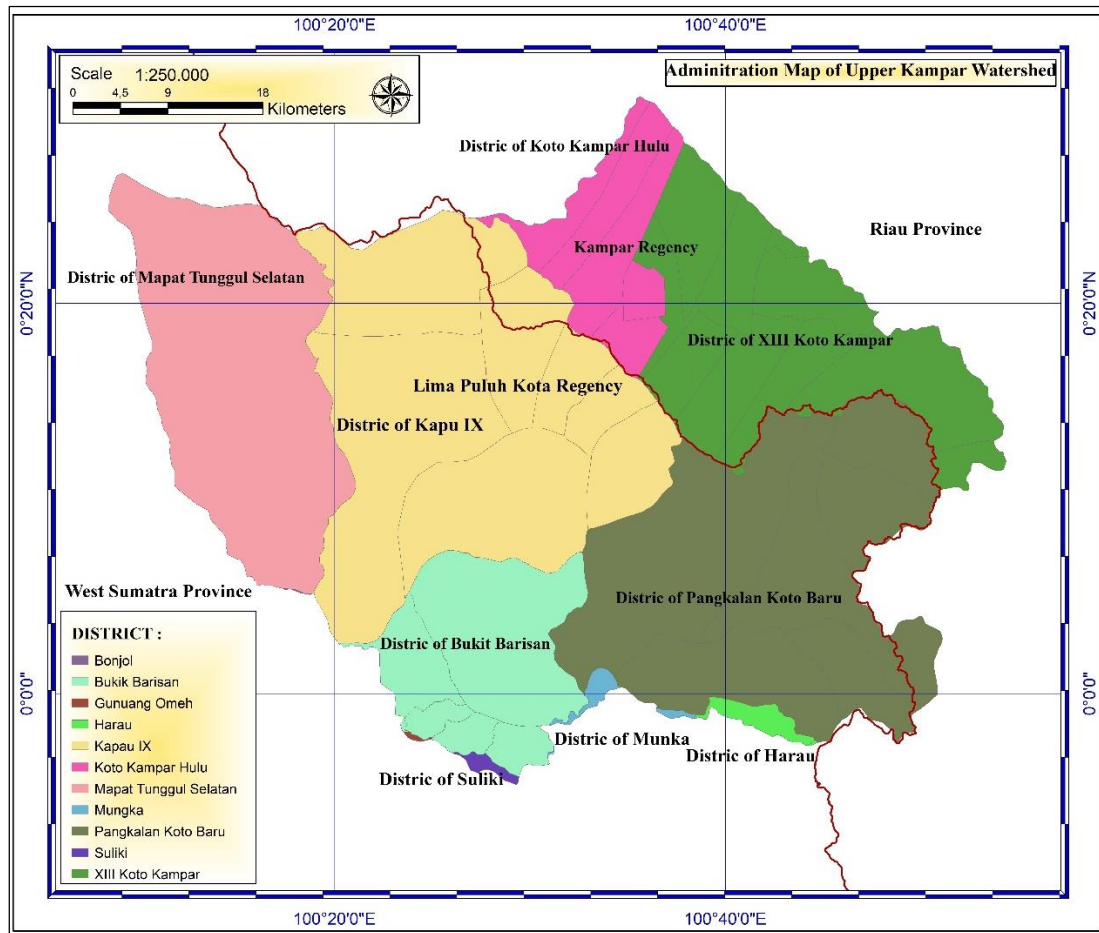 100°20'0"E
100°40'0"E
Scale 1:250.000
0 4,5 9 18
Kilometers
Adminitration Map of Upper Kampar Watershed
Distric of Koto Kampar Hulu
Riau Province
Kampar Regency
Distric of Mapat Tunggul Selatan
0°20'0"N
0°20'0"N
Distric of XIII Koto Kampar
Lima Puluh Kota Regency
Distric of Kapu IX
West Sumatra Province
Distric of Pangkalan Koto Baru
Distric of Bukit Barisan
0°0'0"
0°0'0"
Distric of Munka
Distric of Harau
Distric of Suliki
DISTRICT :
Bonjol
Bukik Barisan
Gunuang Omeh
Harau
Kapau IX
Koto Kampar Hulu
Mapat Tunggul Selatan
Mungka
Pangkalan Koto Baru
Suliki
XIII Koto Kampar
100°20'0"E
100°40'0"E